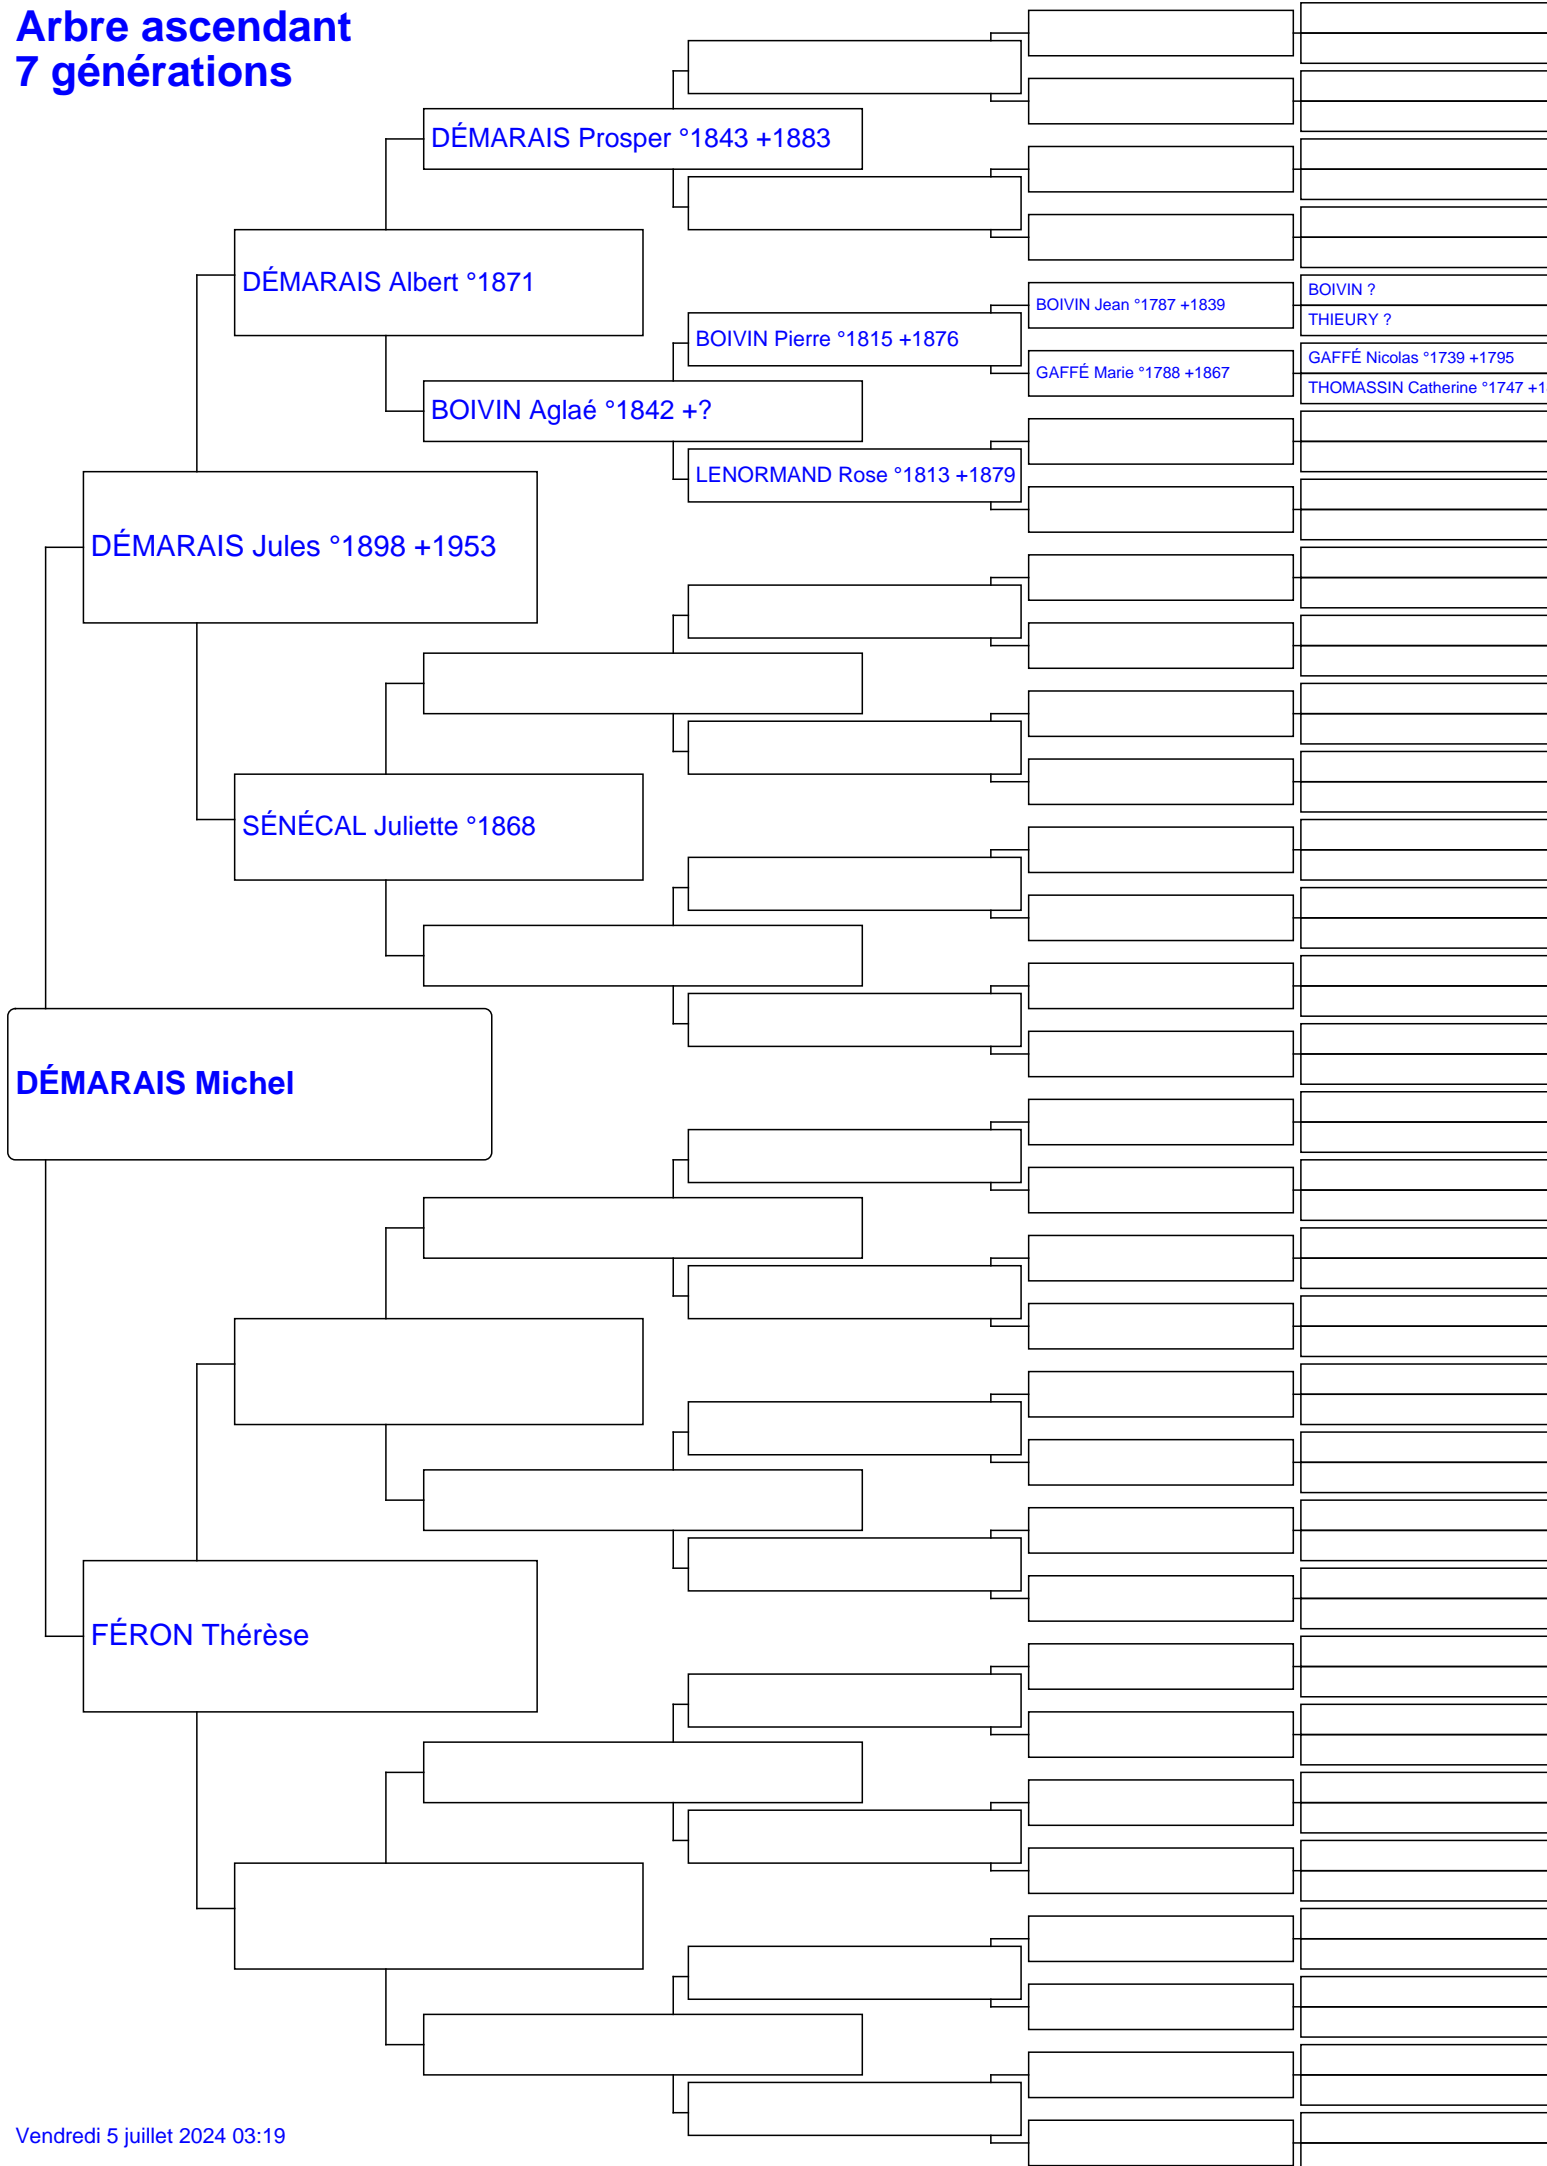 Arbre ascendant
7 générations
DÉMARAIS Prosper °1843 +1883
DÉMARAIS Albert °1871
BOIVIN Jean °1787 +1839
BOIVIN ?
THIEURY ?
BOIVIN Pierre °1815 +1876
GAFFÉ Marie °1788 +1867
GAFFÉ Nicolas °1739 +1795
THOMASSIN Catherine °1747
BOIVIN Aglaé °1842 +?
LENORMAND Rose °1813 +1879
DÉMARAIS Jules °1898 +1953
SÉNÉCAL Juliette °1868
DÉMARAIS Michel
FÉRON Thérèse
Vendredi 5 juillet 2024 03:19